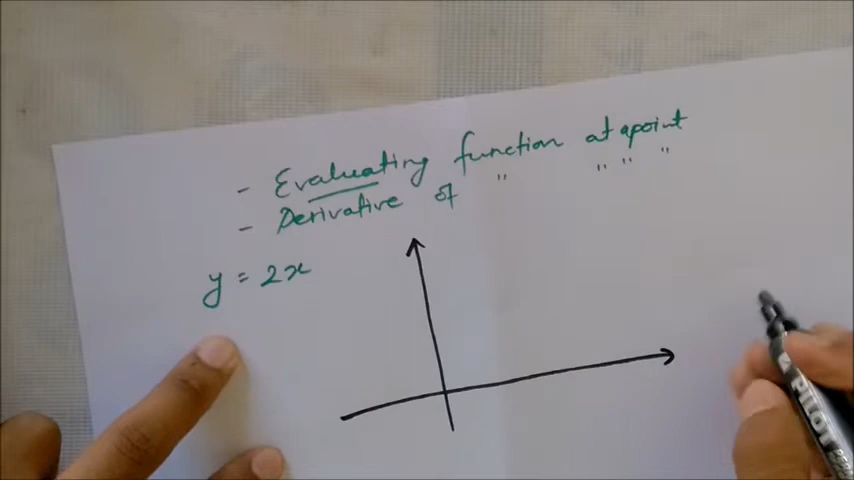 - Evaluating function at a point
- Derivative of " " " "
y = 2x
PILOT